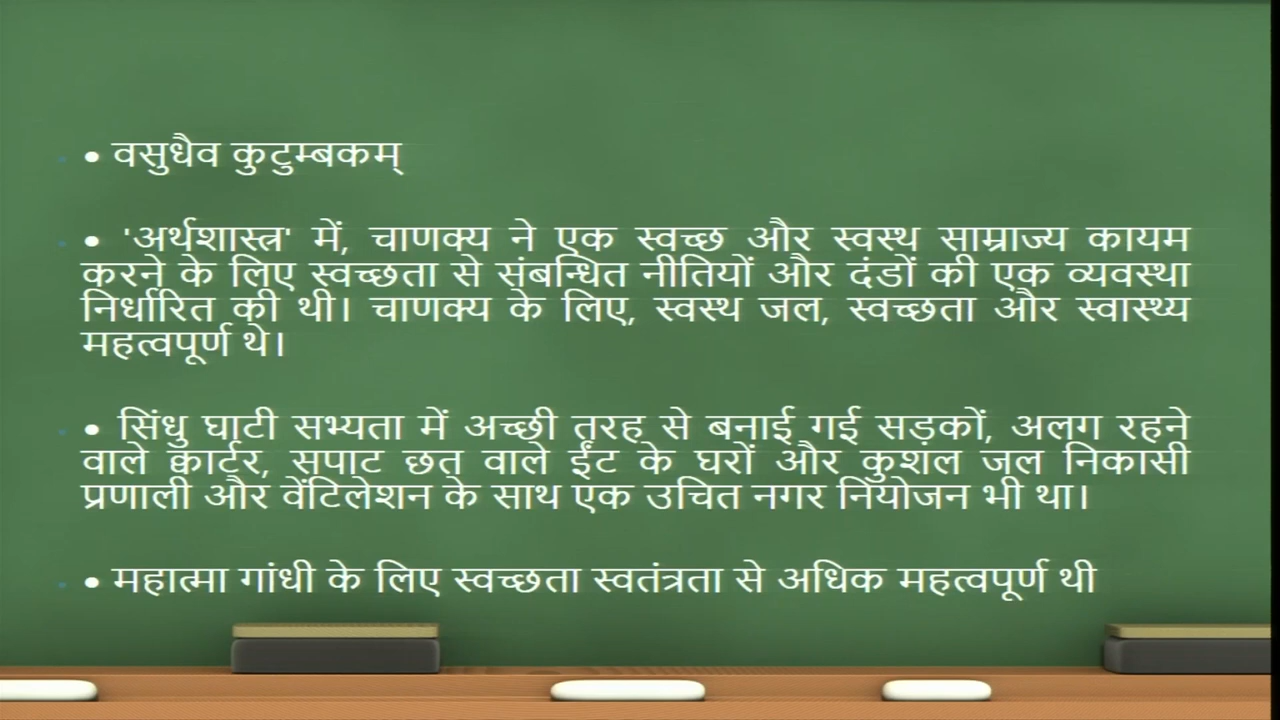 • वसुधैव कुटुम्बकम्
• 'अर्थशास्त्र' में, चाणक्य ने एक स्वच्छ और स्वस्थ साम्राज्य कायम
करने के लिए स्वच्छता से संबन्धित नीतियों और दंडों की एक व्यवस्था
निर्धारित की थी। चाणक्य के लिए, स्वस्थ जल, स्वच्छता और स्वास्थ्य
महत्वपूर्ण थे।
• सिंधु घाटी सभ्यता में अच्छी तरह से बनाई गई सड़कों, अलग रहने
वाले क्वार्टर, सपाट छत वाले ईंट के घरों और कुशल जल निकासी
प्रणाली और वेंटिलेशन के साथ एक उचित नगर नियोजन भी था।
• महात्मा गांधी के लिए स्वच्छता स्वतंत्रता से अधिक महत्वपूर्ण थी